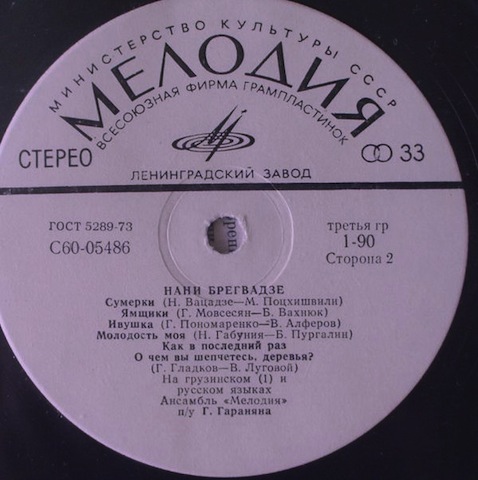 МИНИСТЕРСТВО КУЛЬТУРЫ СССР
МЕЛОДИЯ
ВСЕСОЮЗНАЯ ФИРМА ГРАМПЛАСТИНОК
СТЕРЕО
33
ЛЕНИНГРАДСКИЙ ЗАВОД
ГОСТ 5289-73
С60-05486
третья гр
1-90
Сторона 2
НАНИ БРЕГВАДЗЕ
Сумерки (Н. Вацадзе—М. Поцхишвили)
Ямщики (Г. Мовсесян—Б. Вахнюк)
Ивушка (Г. Пономаренко—В. Алферов)
Молодость моя (Н. Габуния—Б. Пургалин)
Как в последний раз
О чем вы шепчетесь, деревья?
(Г. Гладков—В. Луговой)
На грузинском (1) и
русском языках
Ансамбль «Мелодия»
п/у Г. Гараняна